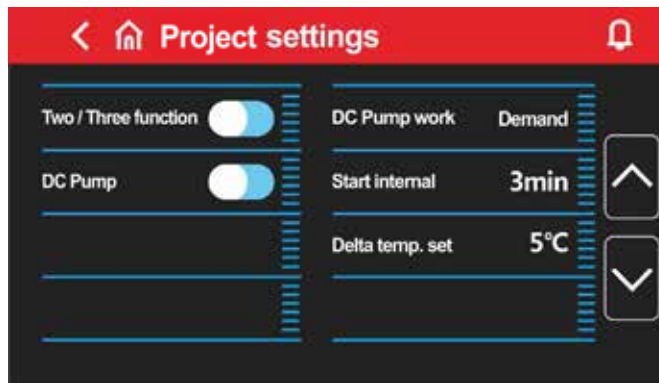 Project settings
Two / Three function
DC Pump
DC Pump work Demand
Start internal 3min
Delta temp. set 5°C